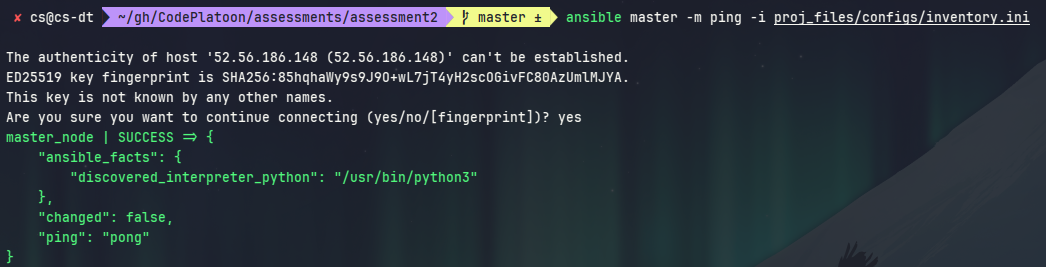 ✘ cs@cs-dt ~/gh/CodePlatoon/assessments/assessment2 master ± ansible master -m ping -i proj_files/configs/inventory.ini
The authenticity of host '52.56.186.148 (52.56.186.148)' can't be established.
ED25519 key fingerprint is SHA256:85hqhaWy9s9J9O+wL7jT4yH2scOGivFC80AzUmlMJYA.
This key is not known by any other names.
Are you sure you want to continue connecting (yes/no/[fingerprint])? yes
master_node | SUCCESS => {
    "ansible_facts": {
        "discovered_interpreter_python": "/usr/bin/python3"
    },
    "changed": false,
    "ping": "pong"
}